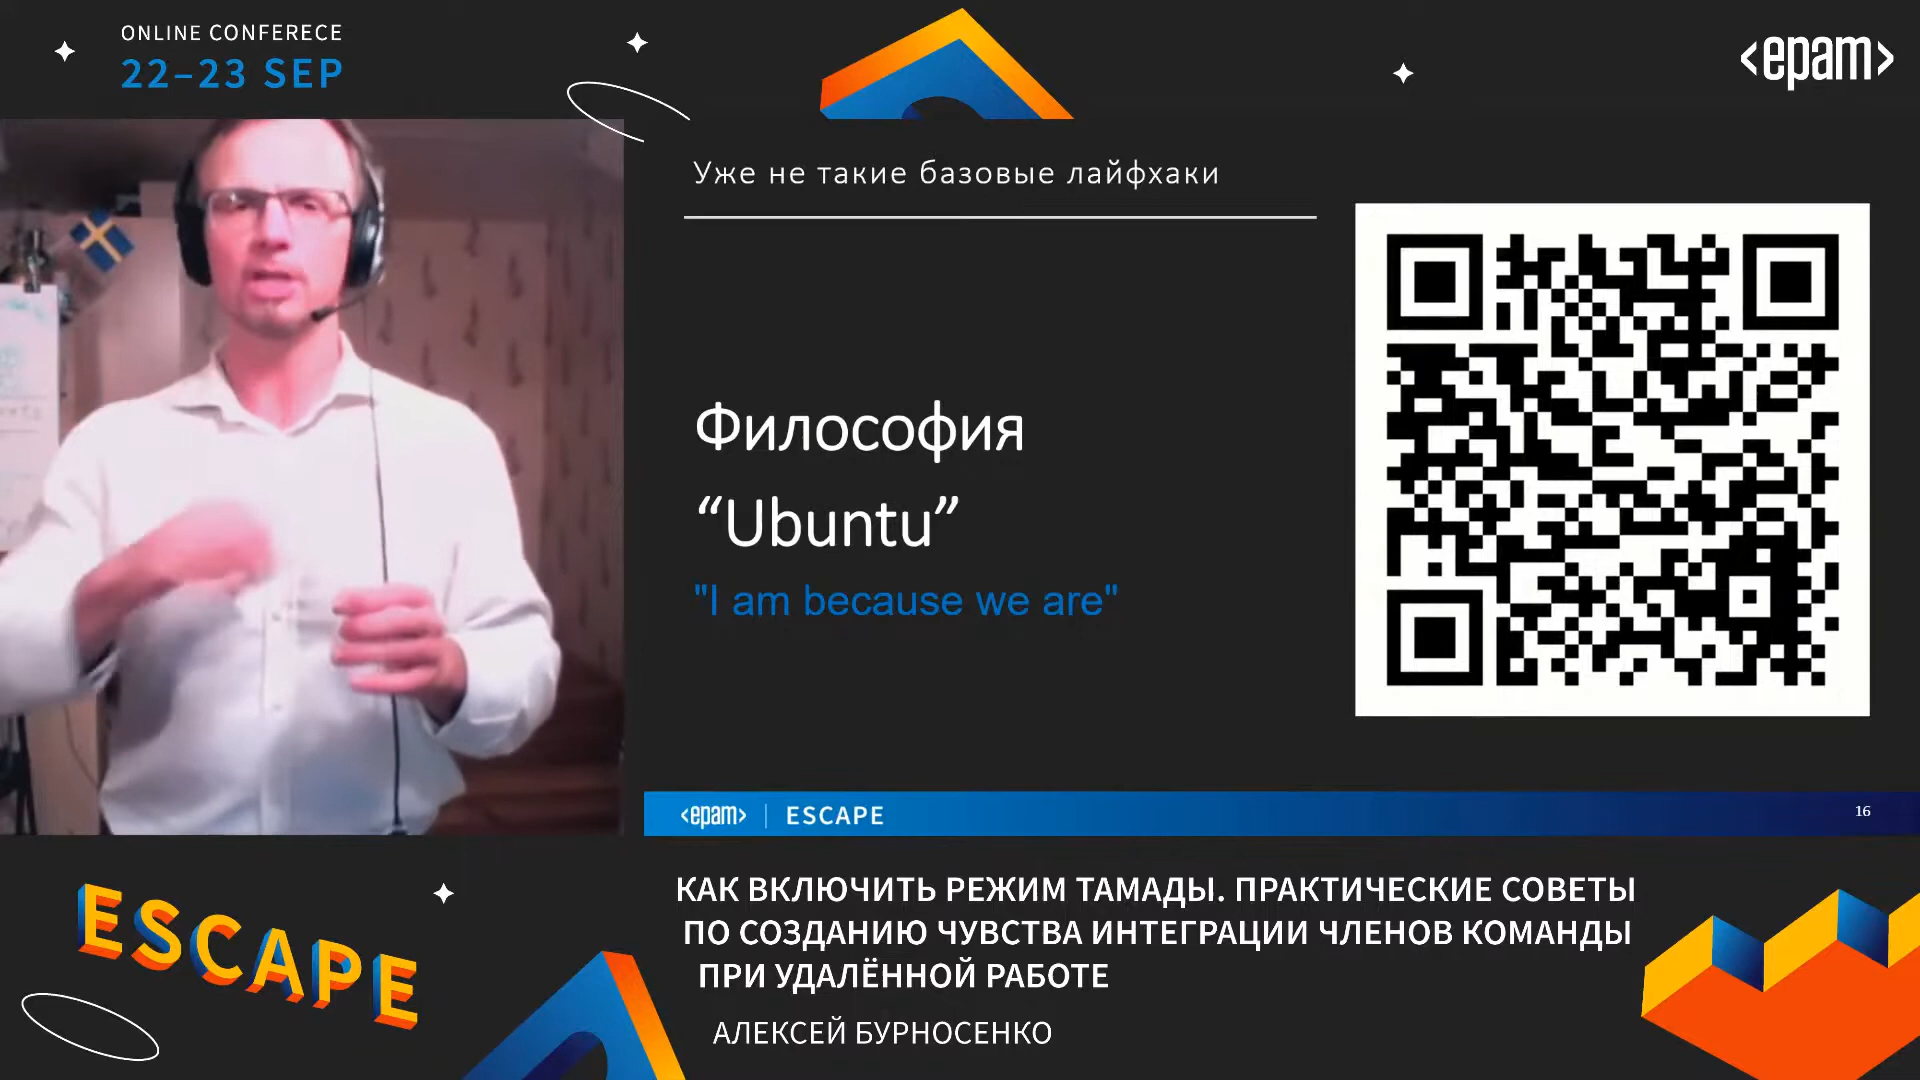 ONLINE CONFERECE
22–23 SEP
<epam>
Уже не такие базовые лайфхаки
Философия
“Ubuntu”
"I am because we are"
<epam> | ESCAPE
16
ESCAPE
КАК ВКЛЮЧИТЬ РЕЖИМ ТАМАДЫ. ПРАКТИЧЕСКИЕ СОВЕТЫ
ПО СОЗДАНИЮ ЧУВСТВА ИНТЕГРАЦИИ ЧЛЕНОВ КОМАНДЫ
ПРИ УДАЛЁННОЙ РАБОТЕ
АЛЕКСЕЙ БУРНОСЕНКО